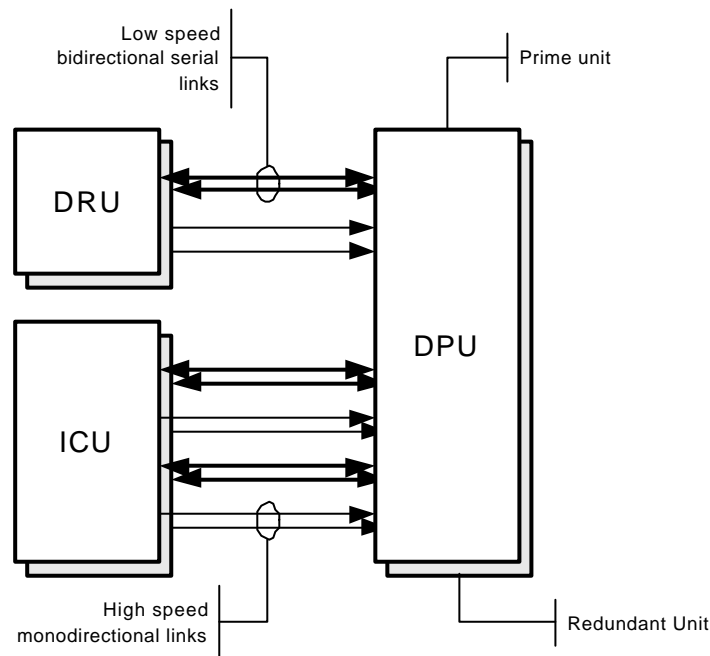 Low speed
bidirectional serial
links
Prime unit
DRU
DPU
ICU
High speed
monodirectional links
Redundant Unit